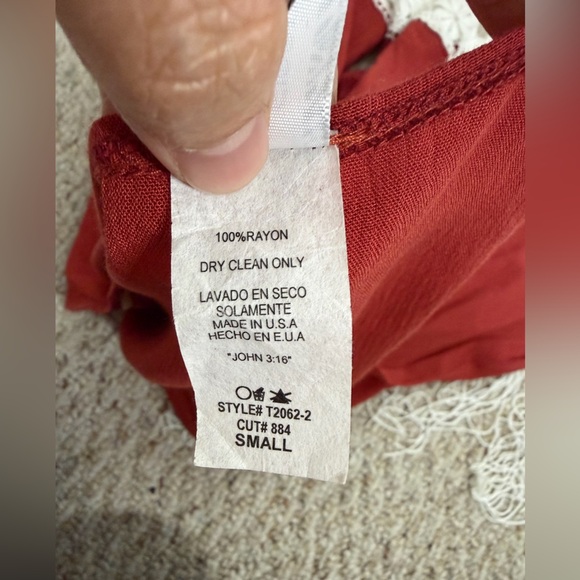 100%RAYON
DRY CLEAN ONLY
LAVADO EN SECO
SOLAMENTE
MADE IN U.S.A
HECHO EN E.U.A
"JOHN 3:16"
STYLE# T2062-2
CUT# 884
SMALL